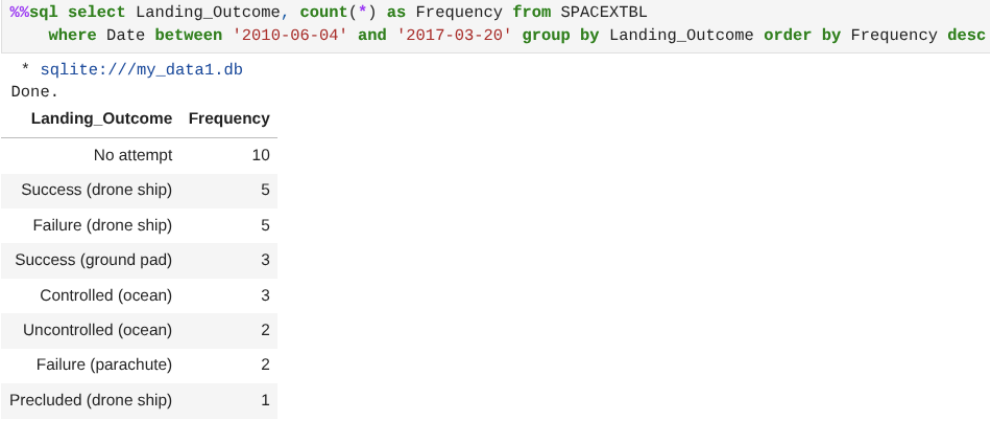 %%sql select Landing_Outcome, count(*) as Frequency from SPACEXTBL
where Date between '2010-06-04' and '2017-03-20' group by Landing_Outcome order by Frequency desc
* sqlite:///my_data1.db
Done.
Landing_Outcome Frequency
No attempt 10
Success (drone ship) 5
Failure (drone ship) 5
Success (ground pad) 3
Controlled (ocean) 3
Uncontrolled (ocean) 2
Failure (parachute) 2
Precluded (drone ship) 1